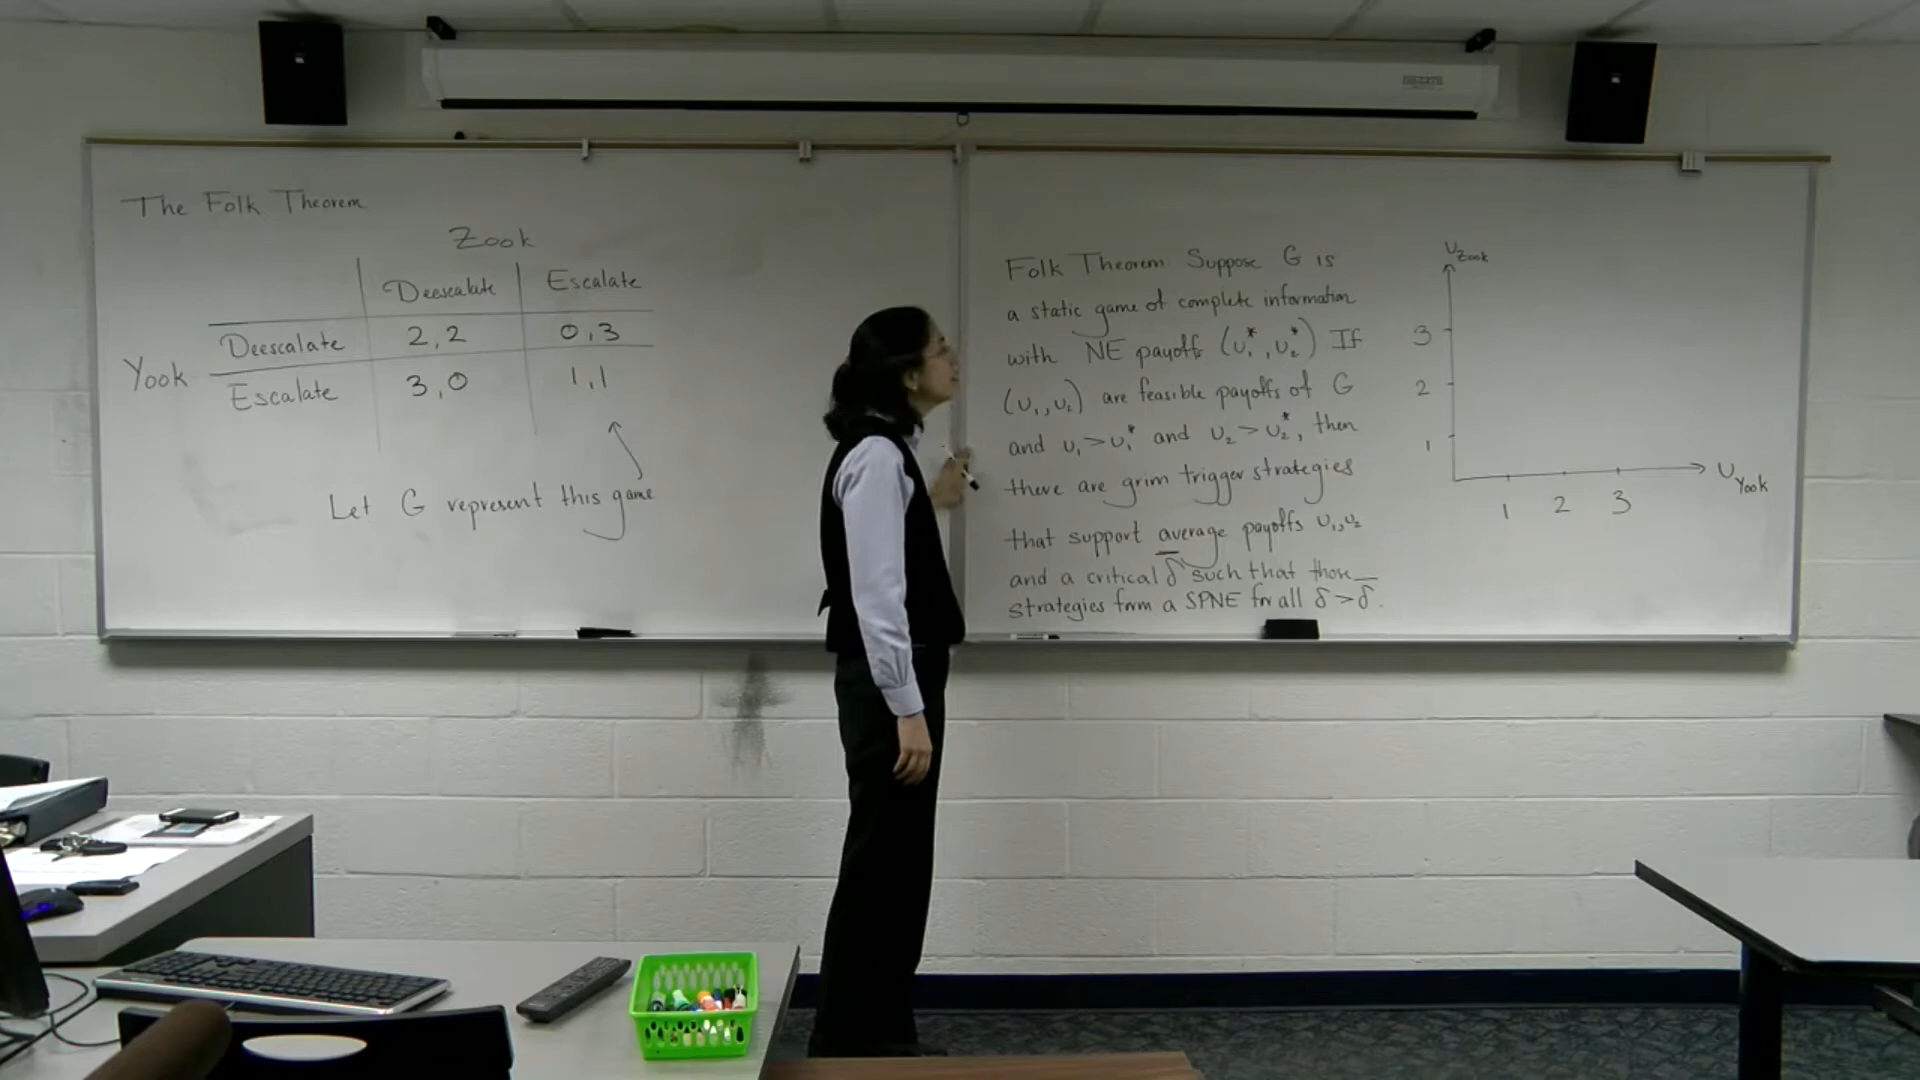 The Folk Theorem
Zook
Deescalate Escalate
Yook
Deescalate 2,2 0,3
Escalate 3,0 1,1
Let G represent this game
Folk Theorem Suppose G is
a static game of complete information
with NE payoffs (U₁*, U₂*) If
(U₁, U₂) are feasible payoffs of G
and U₁ > U₁* and U₂ > U₂*, then
there are grim trigger strategies
that support average payoffs U₁, U₂
and a critical δ̅ such that those
strategies form a SPNE for all δ > δ̅.
U Zook
3
2
1
1 2 3
U Yook
DA-LITE